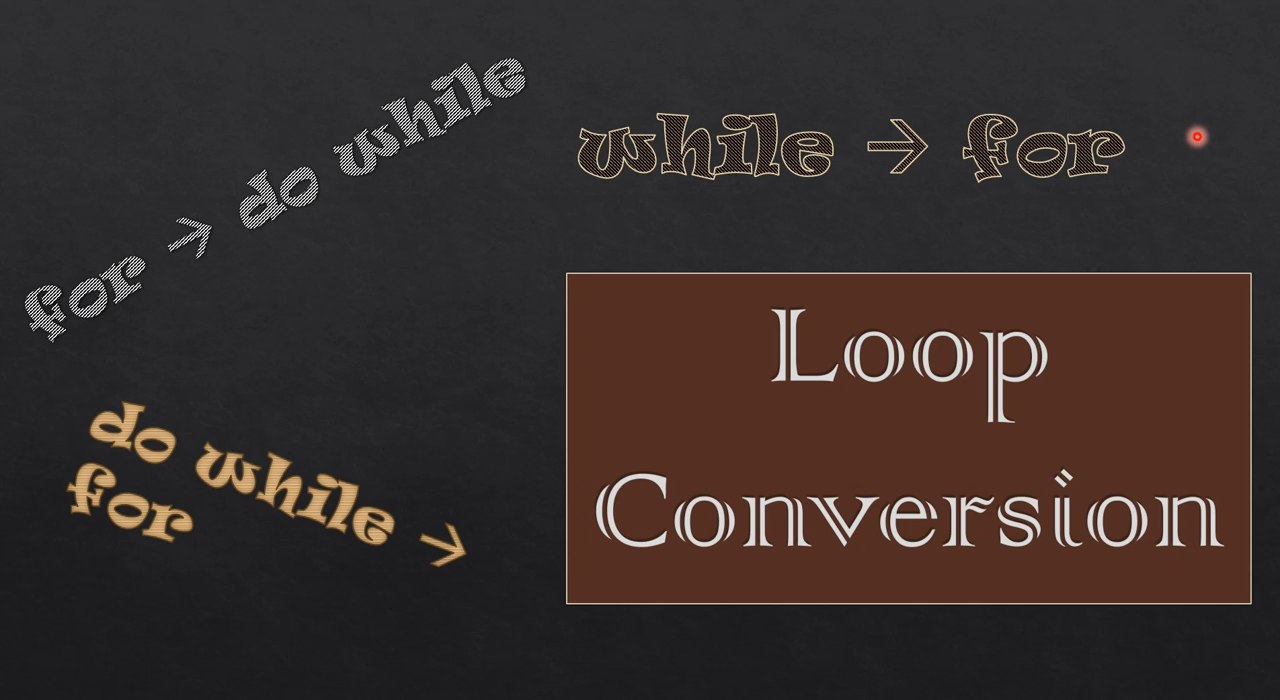 for → do while
while → for
Loop
Conversion
do while →
for